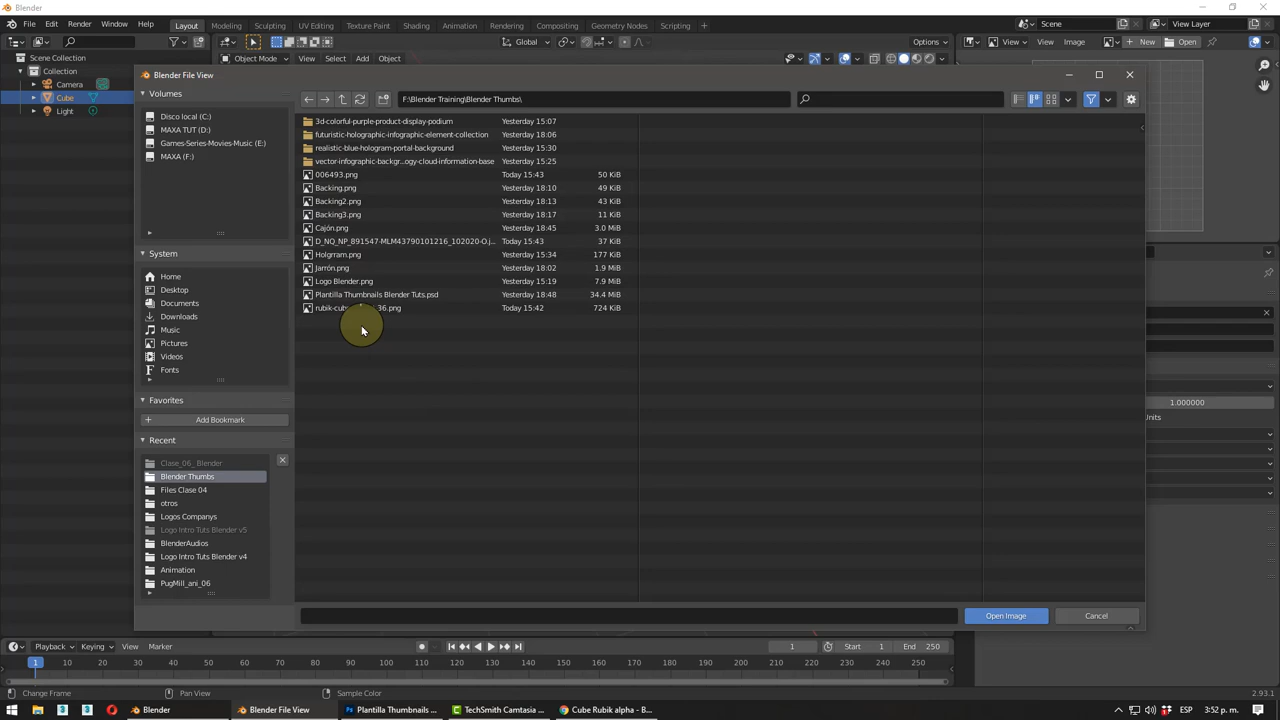 Blender
File Edit Render Window Help
Layout Modeling Sculpting UV Editing Texture Paint Shading Animation Rendering Compositing Geometry Nodes Scripting +
Scene
View Layer
Global
Options
View Image
New Open
Scene Collection
Object Mode View Select Add Object
Collection
Camera
Cube
Light
Blender File View
Volumes
Disco local (C:)
MAXA TUT (D:)
Games-Series-Movies-Music (E:)
MAXA (F:)
System
Home
Desktop
Documents
Downloads
Music
Pictures
Videos
Fonts
Favorites
Add Bookmark
Recent
Clase_06_ Blender
Blender Thumbs
Files Clase 04
otros
Logos Companys
Logo Intro Tuts Blender v5
BlenderAudios
Logo Intro Tuts Blender v4
Animation
PugMill_ani_06
F:\Blender Training\Blender Thumbs\
3d-colorful-purple-product-display-podium Yesterday 15:07
futuristic-holographic-infographic-element-collection Yesterday 18:06
realistic-blue-hologram-portal-background Yesterday 15:30
vector-infographic-backgr...ogy-cloud-information-base Yesterday 15:25
006493.png Today 15:43 50 KiB
Backing.png Yesterday 18:10 49 KiB
Backing2.png Yesterday 18:13 43 KiB
Backing3.png Yesterday 18:17 11 KiB
Cajón.png Yesterday 18:45 3.0 MiB
D_NQ_NP_891547-MLM43790101216_102020-O.j... Today 15:43 37 KiB
Holgrram.png Yesterday 15:34 177 KiB
Jarrón.png Yesterday 18:02 1.9 MiB
Logo Blender.png Yesterday 15:19 7.9 MiB
Plantilla Thumbnails Blender Tuts.psd Yesterday 18:48 34.4 MiB
rubik-cub 36.png Today 15:42 724 KiB
Open Image Cancel
1.000000
Units
Playback Keying View Marker
1 Start 1 End 250
1 10 20 30 40 50 60 70 80 90 100 110 120 130 140 150 160 170 180 190 200 210 220 230 240 250
Change Frame Pan View Sample Color 2.93.1
Blender Blender File View Plantilla Thumbnails ... TechSmith Camtasia ... Cube Rubik alpha - B... ESP 3:52 p. m.